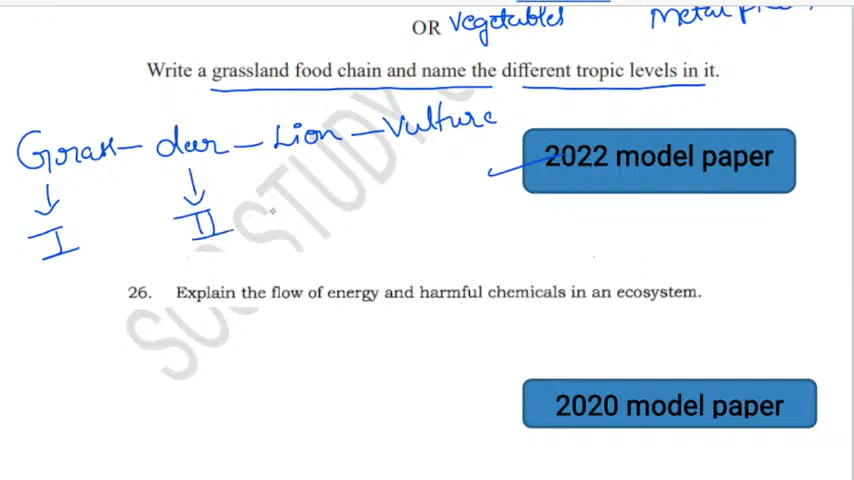 OR vegetables
Write a grassland food chain and name the different tropic levels in it.
Grass - deer - Lion - Vulture
2022 model paper
I II
26. Explain the flow of energy and harmful chemicals in an ecosystem.
2020 model paper